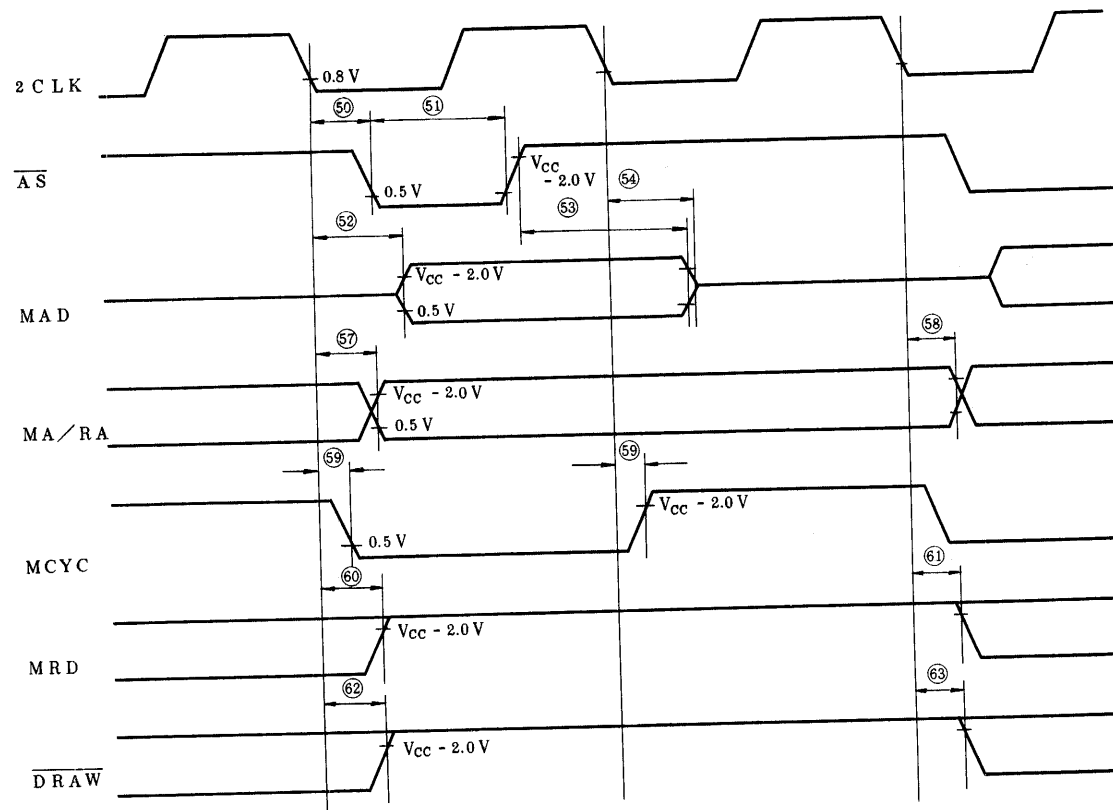 2 CLK
0.8 V
50
51
AS
0.5 V
VCC
- 2.0 V
54
53
52
MAD
VCC - 2.0 V
0.5 V
57
58
MA/RA
VCC - 2.0 V
0.5 V
59
59
MCYC
0.5 V
VCC - 2.0 V
60
61
MRD
VCC - 2.0 V
62
63
DRAW
VCC - 2.0 V